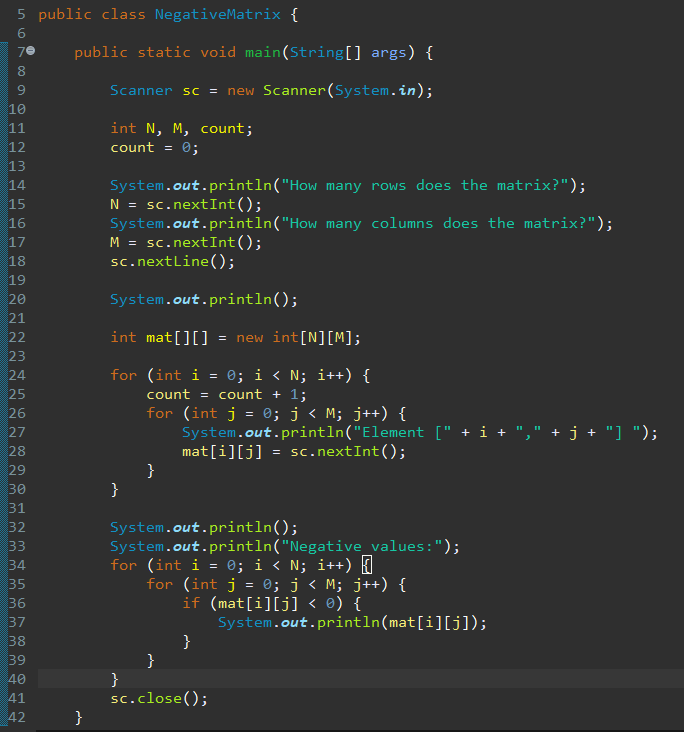 5 public class NegativeMatrix {
6
7 public static void main(String[] args) {
8
9 Scanner sc = new Scanner(System.in);
10
11 int N, M, count;
12 count = 0;
13
14 System.out.println("How many rows does the matrix?");
15 N = sc.nextInt();
16 System.out.println("How many columns does the matrix?");
17 M = sc.nextInt();
18 sc.nextLine();
19
20 System.out.println();
21
22 int mat[][] = new int[N][M];
23
24 for (int i = 0; i < N; i++) {
25 count = count + 1;
26 for (int j = 0; j < M; j++) {
27 System.out.println("Element [" + i + "," + j + "] ");
28 mat[i][j] = sc.nextInt();
29 }
30 }
31
32 System.out.println();
33 System.out.println("Negative values:");
34 for (int i = 0; i < N; i++) {
35 for (int j = 0; j < M; j++) {
36 if (mat[i][j] < 0) {
37 System.out.println(mat[i][j]);
38 }
39 }
40 }
41 sc.close();
42 }